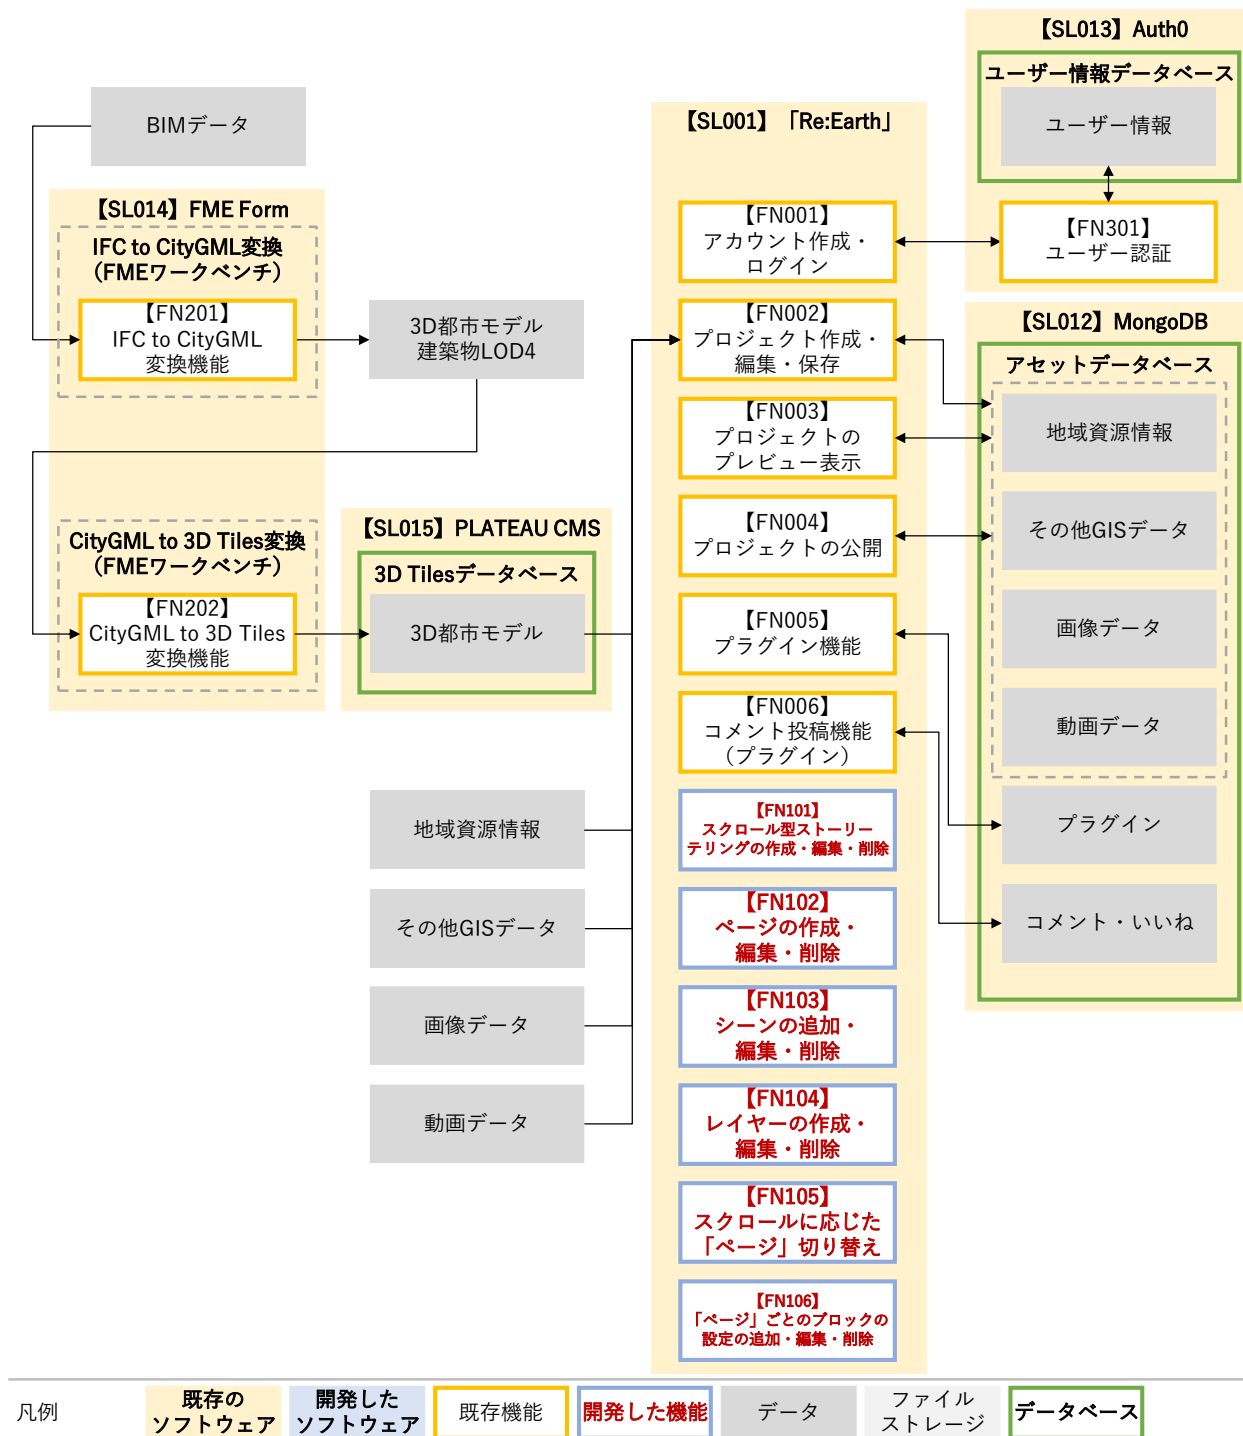 BIMデータ
【SL014】FME Form
IFC to CityGML変換
（FMEワークベンチ）
【FN201】
IFC to CityGML
変換機能
3D都市モデル
建築物LOD4
CityGML to 3D Tiles変換
（FMEワークベンチ）
【FN202】
CityGML to 3D Tiles
変換機能
【SL015】PLATEAU CMS
3D Tilesデータベース
3D都市モデル
地域資源情報
その他GISデータ
画像データ
動画データ
【SL001】「Re:Earth」
【FN001】
アカウント作成・
ログイン
【FN002】
プロジェクト作成・
編集・保存
【FN003】
プロジェクトの
プレビュー表示
【FN004】
プロジェクトの公開
【FN005】
プラグイン機能
【FN006】
コメント投稿機能
（プラグイン）
【FN101】
スクロール型ストーリー
テリングの作成・編集・削除
【FN102】
ページの作成・
編集・削除
【FN103】
シーンの追加・
編集・削除
【FN104】
レイヤーの作成・
編集・削除
【FN105】
スクロールに応じた
「ページ」切り替え
【FN106】
「ページ」ごとのブロックの
設定の追加・編集・削除
【SL013】Auth0
ユーザー情報データベース
ユーザー情報
【FN301】
ユーザー認証
【SL012】MongoDB
アセットデータベース
地域資源情報
その他GISデータ
画像データ
動画データ
プラグイン
コメント・いいね
凡例
既存の
ソフトウェア
開発した
ソフトウェア
既存機能
開発した機能
データ
ファイル
ストレージ
データベース